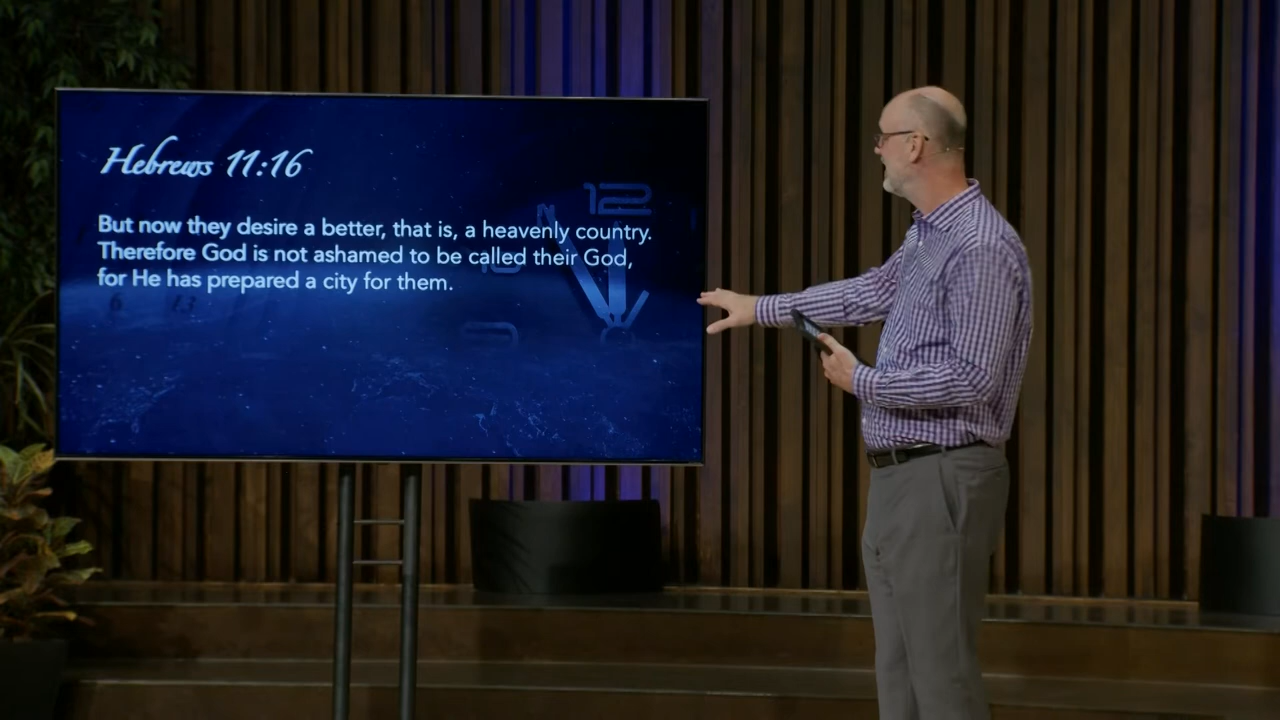 Hebrews 11:16
12
But now they desire a better, that is, a heavenly country.
Therefore God is not ashamed to be called their God,
for He has prepared a city for them.